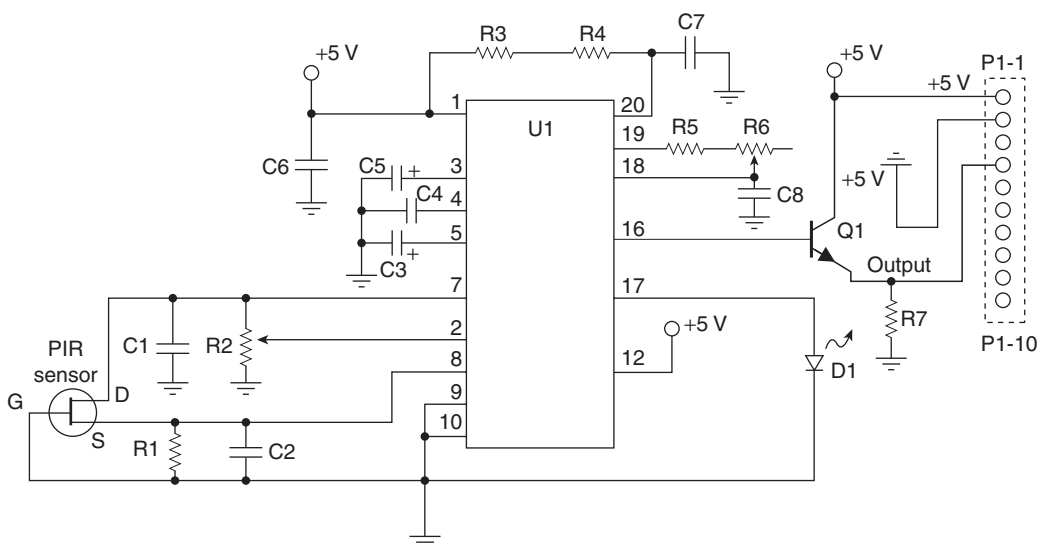 C7
R3 R4
+5 V +5 V P1-1
+5 V
1 20
U1
19 R5 R6
C6 C5 + 3 18
C4 4 +5 V C8
5 16 Q1
C3 +
Output
7 17
R7
C1 R2 2 +5 V
PIR
sensor
8 12 D1 P1-10
G D 9
S 10
R1 C2